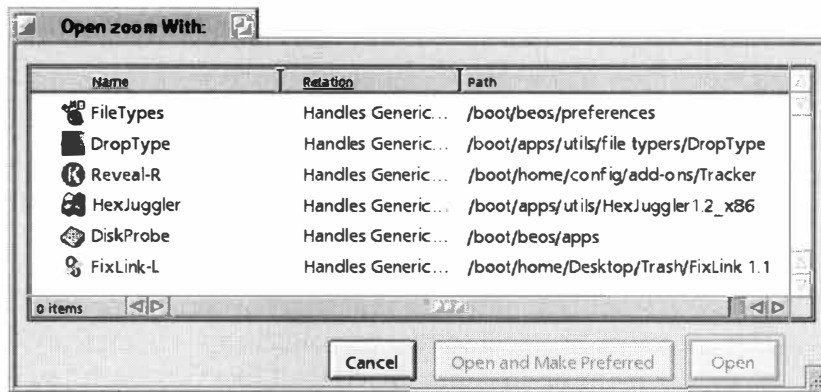 Open zoom With:
Name Relation Path
FileTypes Handles Generic... /boot/beos/preferences
DropType Handles Generic... /boot/apps/utils/file typers/DropType
Reveal-R Handles Generic... /boot/home/config/add-ons/Tracker
HexJuggler Handles Generic... /boot/apps/utils/HexJuggler1.2_x86
DiskProbe Handles Generic... /boot/beos/apps
FixLink-L Handles Generic... /boot/home/Desktop/Trash/FixLink 1.1
0 items
Cancel Open and Make Preferred Open